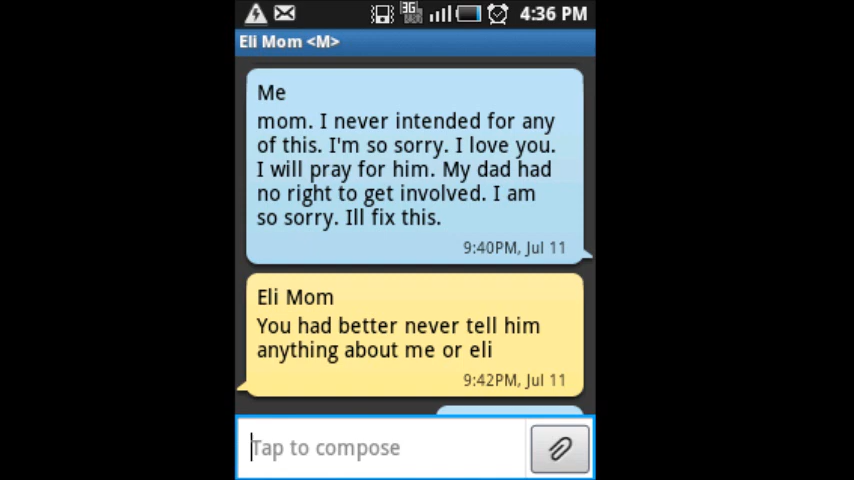 4:36 PM
Eli Mom <M>
Me
mom. I never intended for any
of this. I'm so sorry. I love you.
I will pray for him. My dad had
no right to get involved. I am
so sorry. Ill fix this.
9:40PM, Jul 11
Eli Mom
You had better never tell him
anything about me or eli
9:42PM, Jul 11
Tap to compose